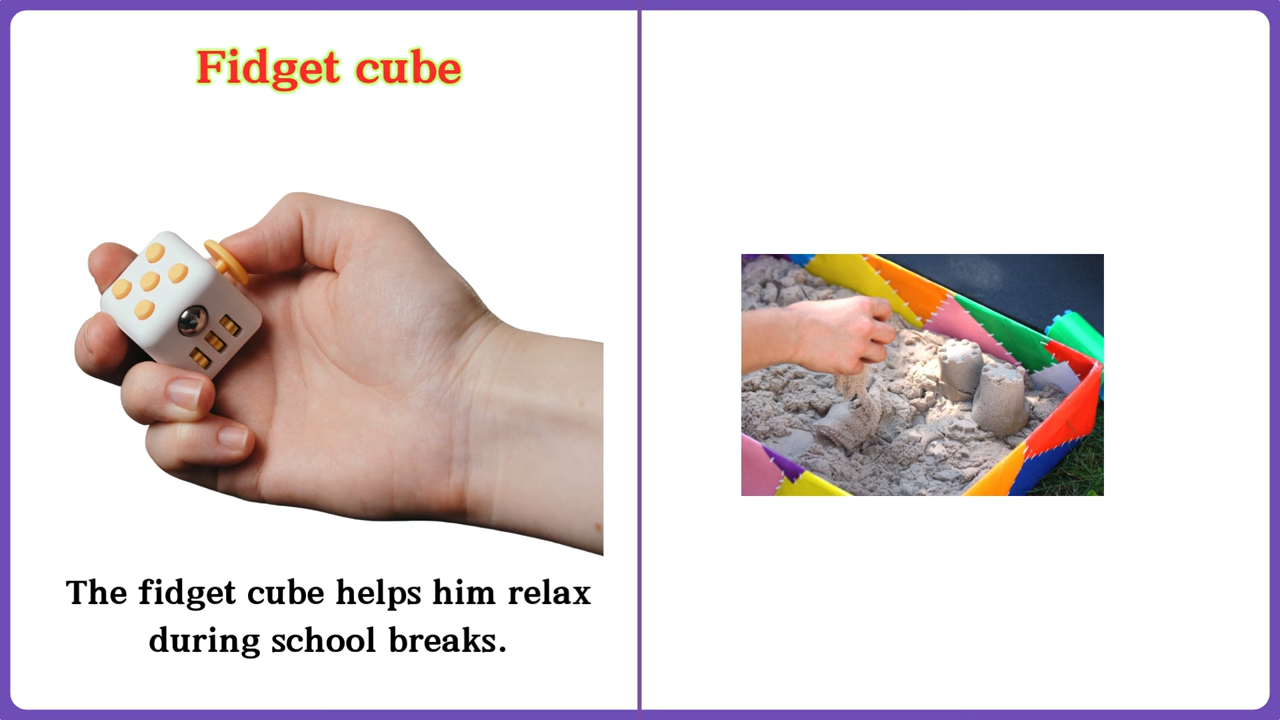 Fidget cube
The fidget cube helps him relax
during school breaks.